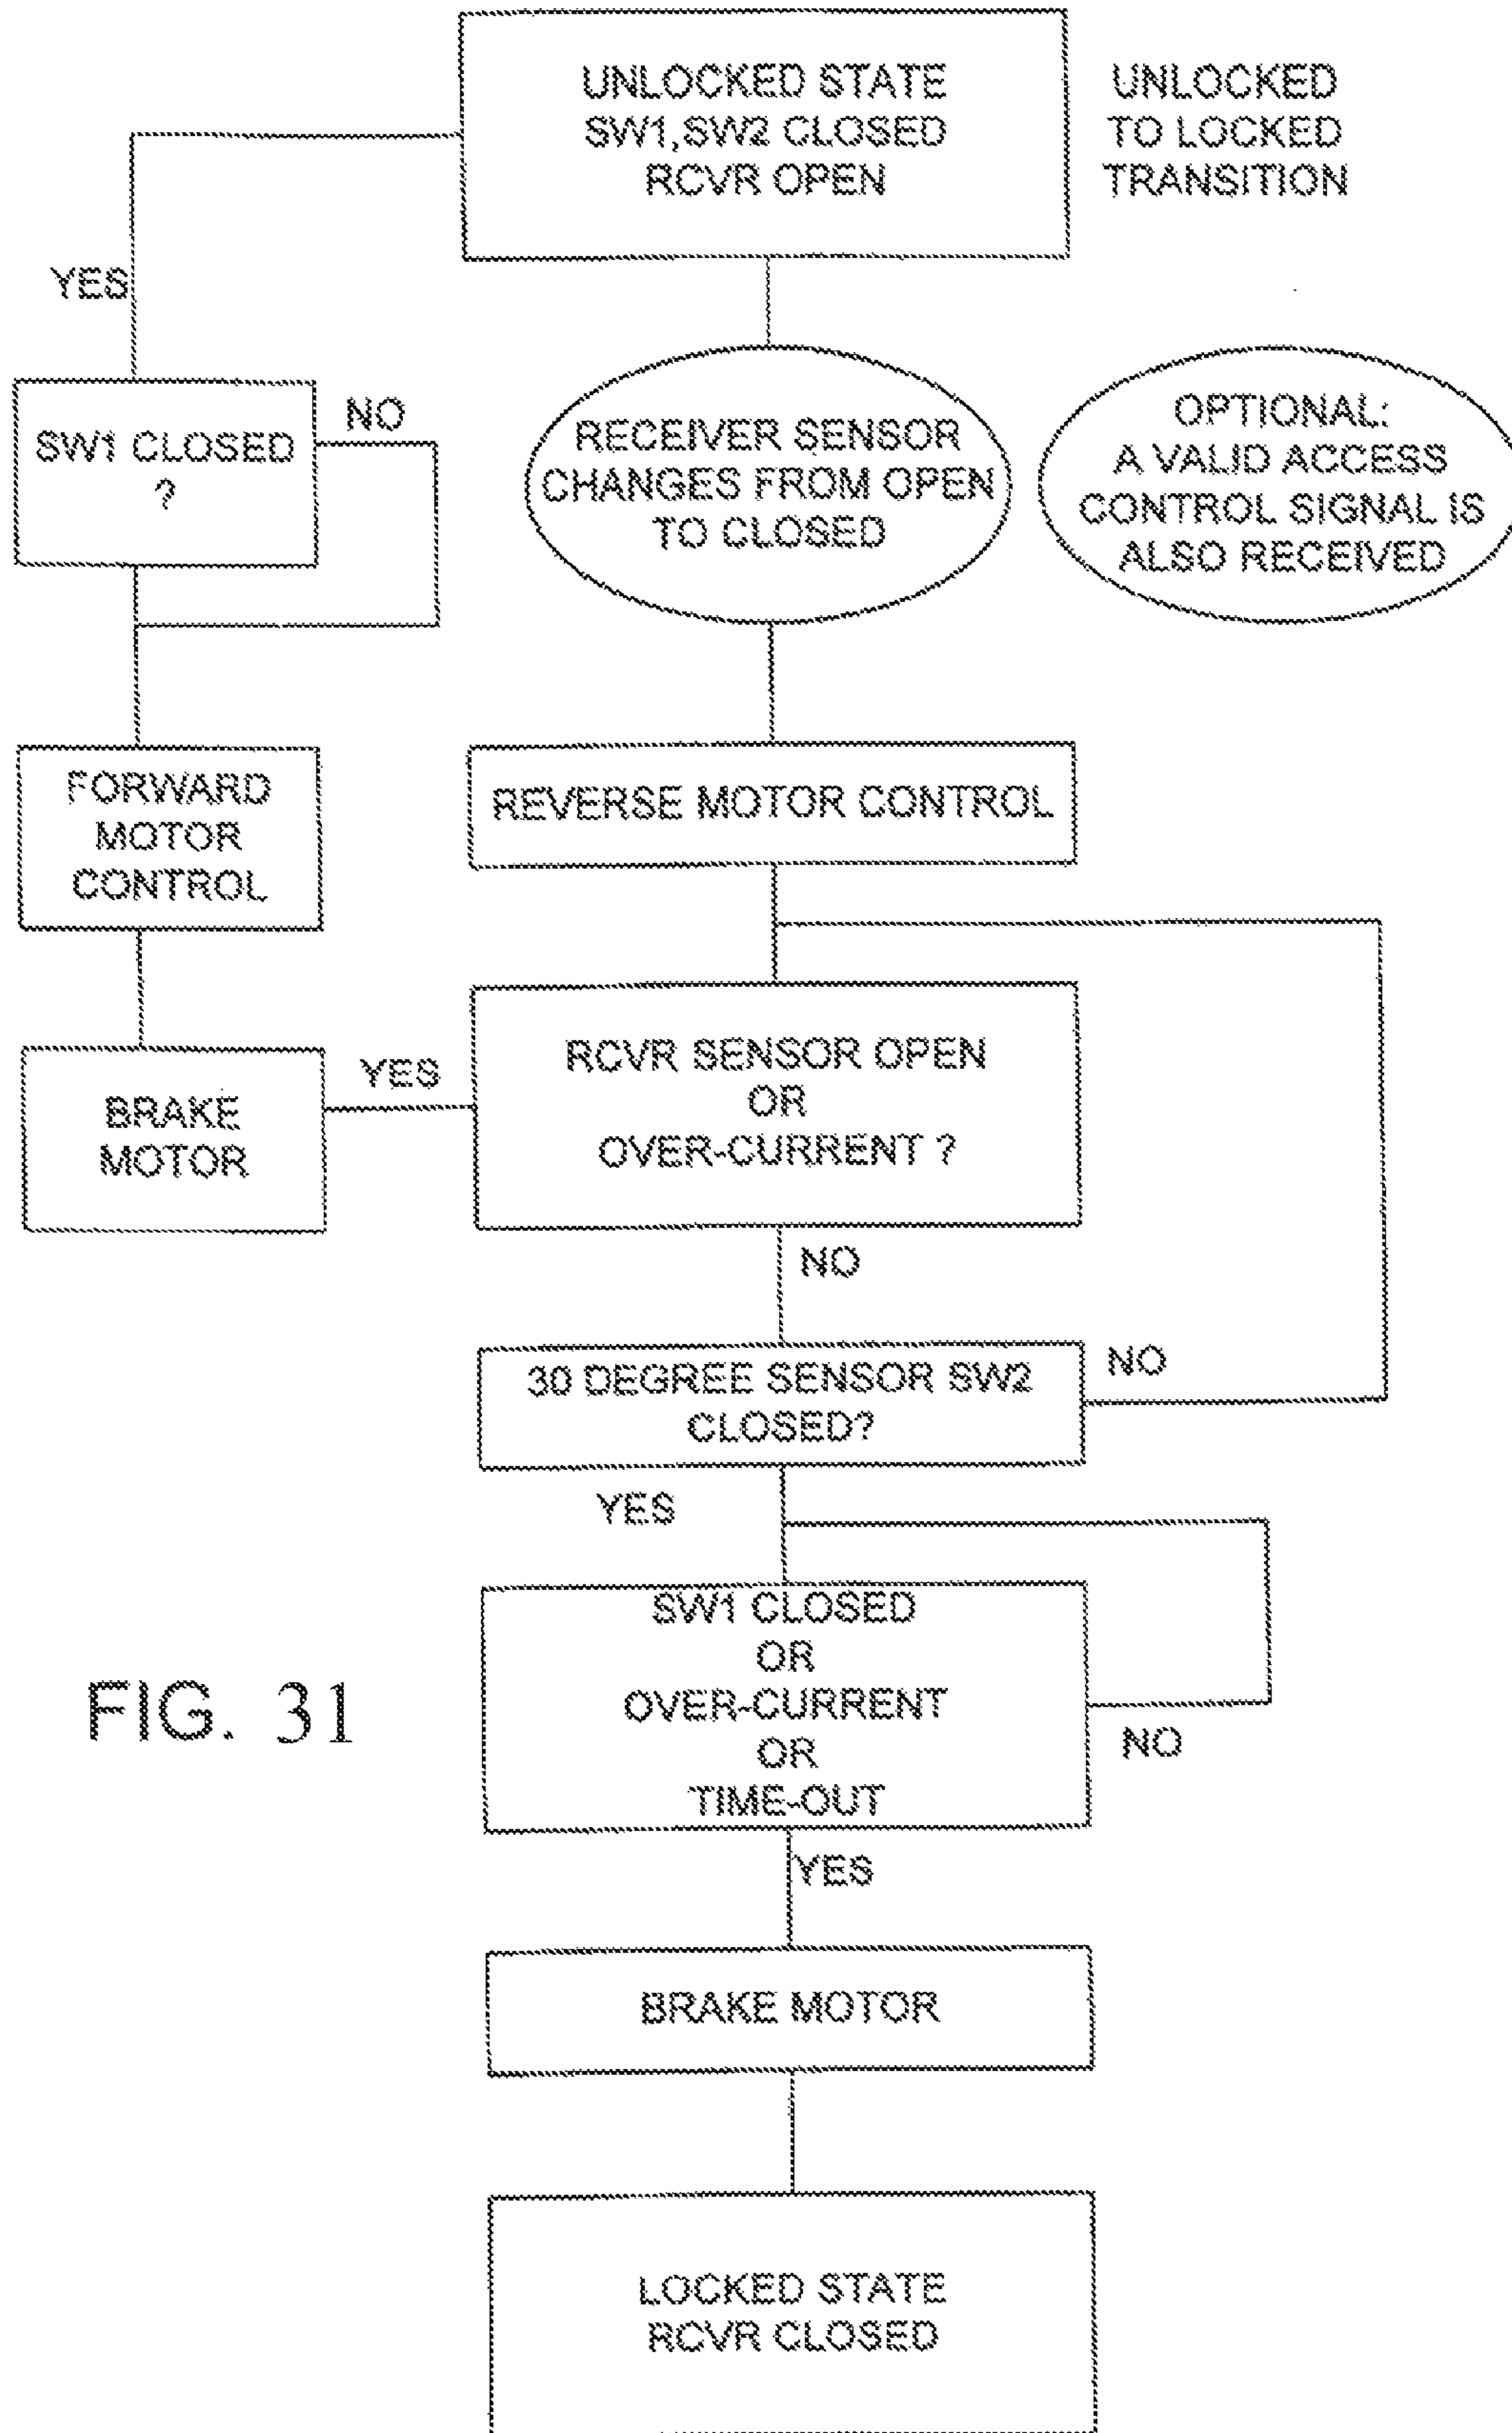 UNLOCKED STATE
SW1,SW2 CLOSED
RCVR OPEN
UNLOCKED
TO LOCKED
TRANSITION
YES
SW1 CLOSED
?
NO
RECEIVER SENSOR
CHANGES FROM OPEN
TO CLOSED
OPTIONAL:
A VALID ACCESS
CONTROL SIGNAL IS
ALSO RECEIVED
FORWARD
MOTOR
CONTROL
REVERSE MOTOR CONTROL
BRAKE
MOTOR
YES
RCVR SENSOR OPEN
OR
OVER-CURRENT ?
NO
30 DEGREE SENSOR SW2
CLOSED?
NO
YES
SW1 CLOSED
OR
OVER-CURRENT
OR
TIME-OUT
NO
YES
FIG. 31
BRAKE MOTOR
LOCKED STATE
RCVR CLOSED